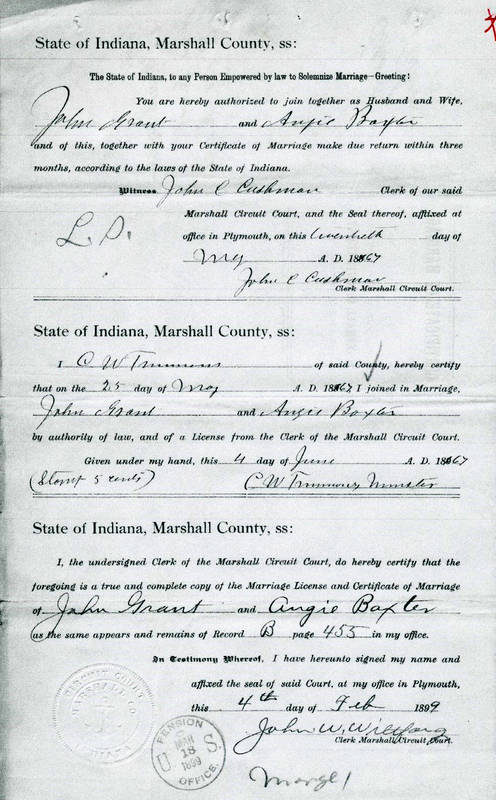 State of Indiana, Marshall County, ss:
The State of Indiana, to any Person Empowered by law to Solemnize Marriage—Greeting:
You are hereby authorized to join together as Husband and Wife,
John Grant and Angie Baxter
and of this, together with your Certificate of Marriage make due return within three
months, according to the laws of the State of Indiana.
Witness John C Cushman Clerk of our said
Marshall Circuit Court, and the Seal thereof, affixed at
L. S.
office in Plymouth, on this twentieth day of
May A. D. 1867
John C Cushman
Clerk Marshall Circuit Court.
State of Indiana, Marshall County, ss:
I C W Timmons of said County, hereby certify
that on the 25 day of May A. D. 1867 I joined in Marriage,
John Grant and Angie Baxter
by authority of law, and of a License from the Clerk of the Marshall Circuit Court.
Given under my hand, this 4 day of June A. D. 1867
(Stamp 5 cents) C W Timmons Minister
State of Indiana, Marshall County, ss:
I, the undersigned Clerk of the Marshall Circuit Court, do hereby certify that the
foregoing is a true and complete copy of the Marriage License and Certificate of Marriage
of John Grant and Angie Baxter
as the same appears and remains of Record B page 455 in my office.
In Testimony Whereof, I have hereunto signed my name and
affixed the seal of said Court, at my office in Plymouth,
this 4th day of Feb 1899
John W.
Clerk Marshall Circuit Court.
U.S. PENSION OFFICE.
MAR
18
1899